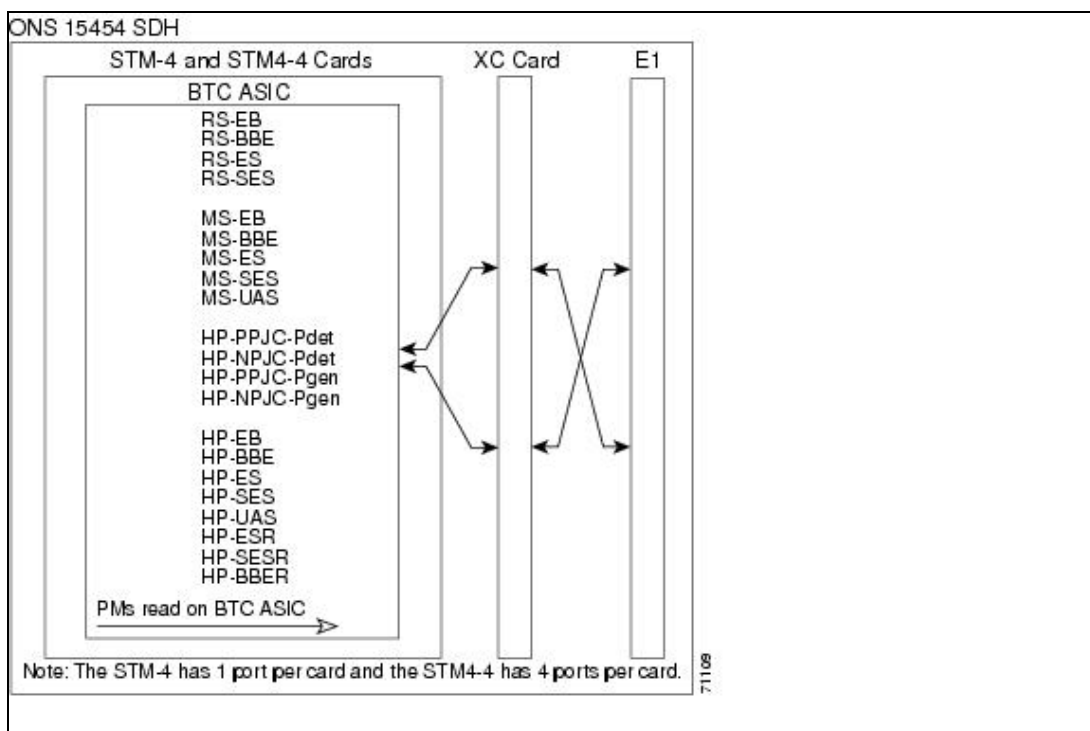 ONS 15454 SDH
STM-4 and STM4-4 Cards
XC Card
E1
BTC ASIC
RS-EB
RS-BBE
RS-ES
RS-SES
MS-EB
MS-BBE
MS-ES
MS-SES
MS-UAS
HP-PPJC-Pdet
HP-NPJC-Pdet
HP-PPJC-Pgen
HP-NPJC-Pgen
HP-EB
HP-BBE
HP-ES
HP-SES
HP-UAS
HP-ESR
HP-SESR
HP-BBER
PMs read on BTC ASIC
Note: The STM-4 has 1 port per card and the STM4-4 has 4 ports per card.
71109